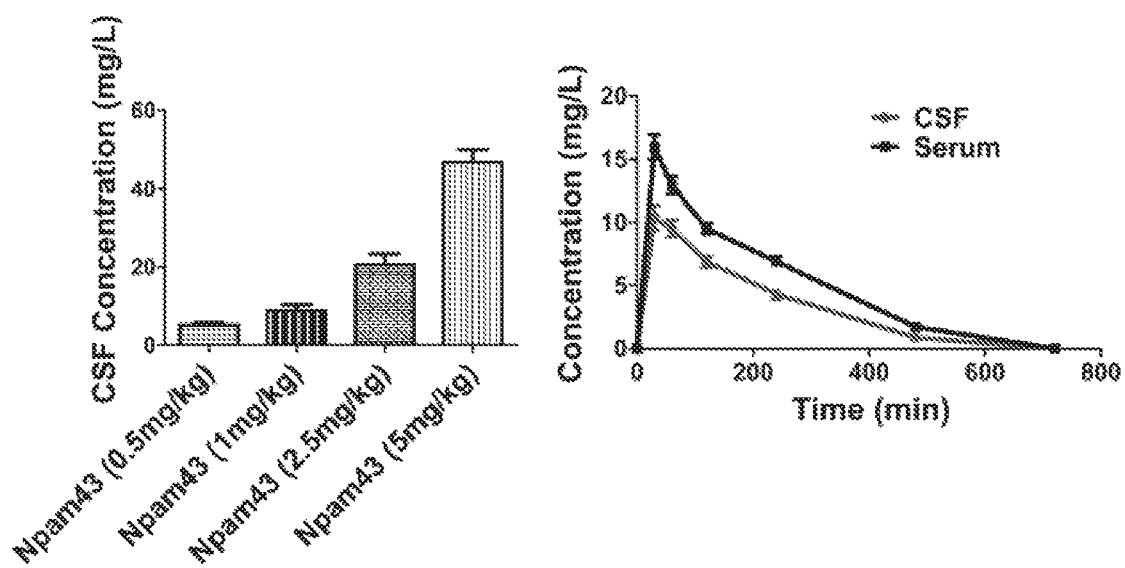 CSF Concentration (mg/L)
60
40
20
0
Npam43 (0.5mg/kg)
Npam43 (1mg/kg)
Npam43 (2.5mg/kg)
Npam43 (5mg/kg)
Concentration (mg/L)
20
15
10
5
0
CSF
Serum
0 200 400 600 800
Time (min)